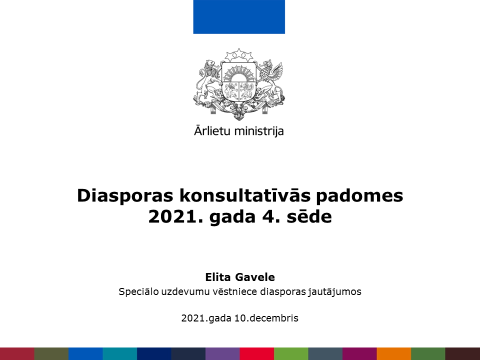 Ārlietu ministrija
Diasporas konsultatīvās padomes
2021. gada 4. sēde
Elita Gavele
Speciālo uzdevumu vēstniece diasporas jautājumos
2021.gada 10.decembris